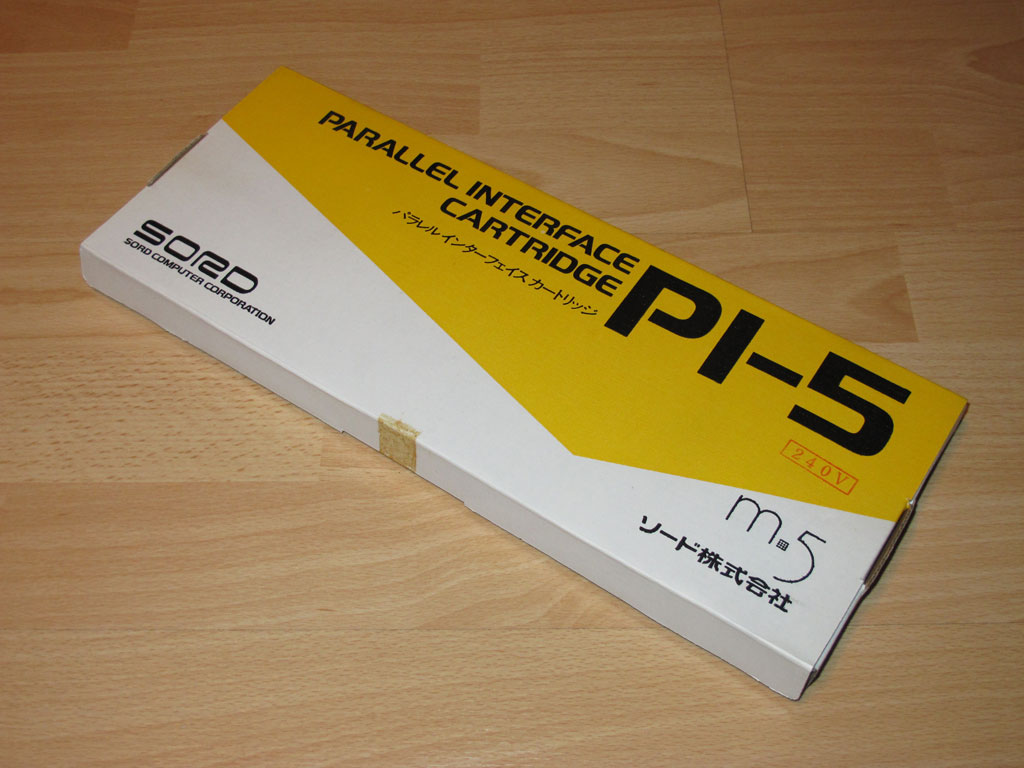 PARALLEL INTERFACE
CARTRIDGE
パラレルインターフェイスカートリッジ
PI-5
240V
SORD
SORD COMPUTER CORPORATION
m.5
ソード株式会社